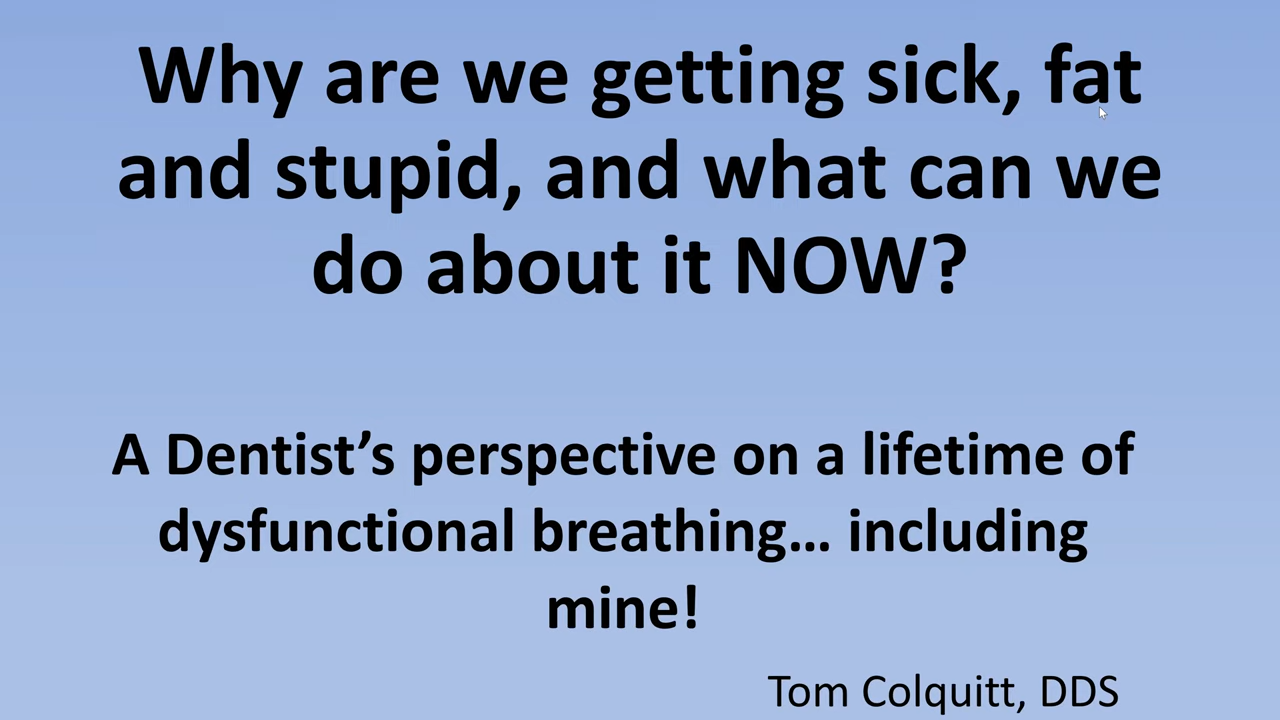 Why are we getting sick, fat
and stupid, and what can we
do about it NOW?
A Dentist’s perspective on a lifetime of
dysfunctional breathing... including
mine!
Tom Colquitt, DDS